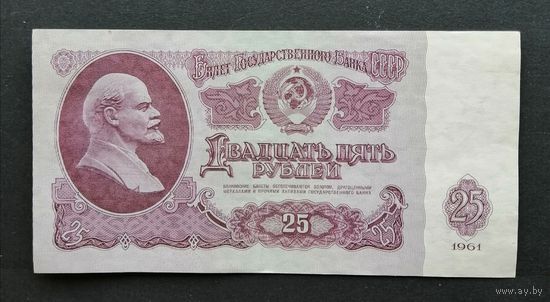 Билет Государственного Банка СССР
Двадцать пять
рублей
БАНКОВСКИЕ БИЛЕТЫ ОБЕСПЕЧИВАЮТСЯ ЗОЛОТОМ, ДРАГОЦЕННЫМИ
МЕТАЛЛАМИ И ПРОЧИМИ АКТИВАМИ ГОСУДАРСТВЕННОГО БАНКА
25
25
25
1961
www.ay.by